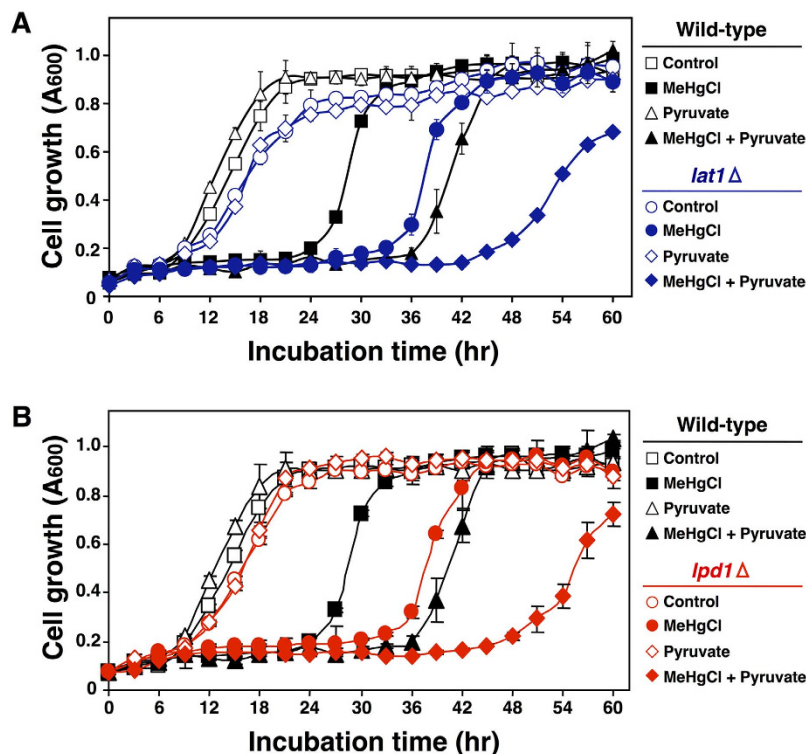 A
Cell growth (A600)
1.0
0.8
0.6
0.4
0.2
0
0 6 12 18 24 30 36 42 48 54 60
Incubation time (hr)
Wild-type
Control
MeHgCl
Pyruvate
MeHgCl + Pyruvate
lat1 Δ
Control
MeHgCl
Pyruvate
MeHgCl + Pyruvate
B
Cell growth (A600)
1.0
0.8
0.6
0.4
0.2
0
0 6 12 18 24 30 36 42 48 54 60
Incubation time (hr)
Wild-type
Control
MeHgCl
Pyruvate
MeHgCl + Pyruvate
lpd1 Δ
Control
MeHgCl
Pyruvate
MeHgCl + Pyruvate